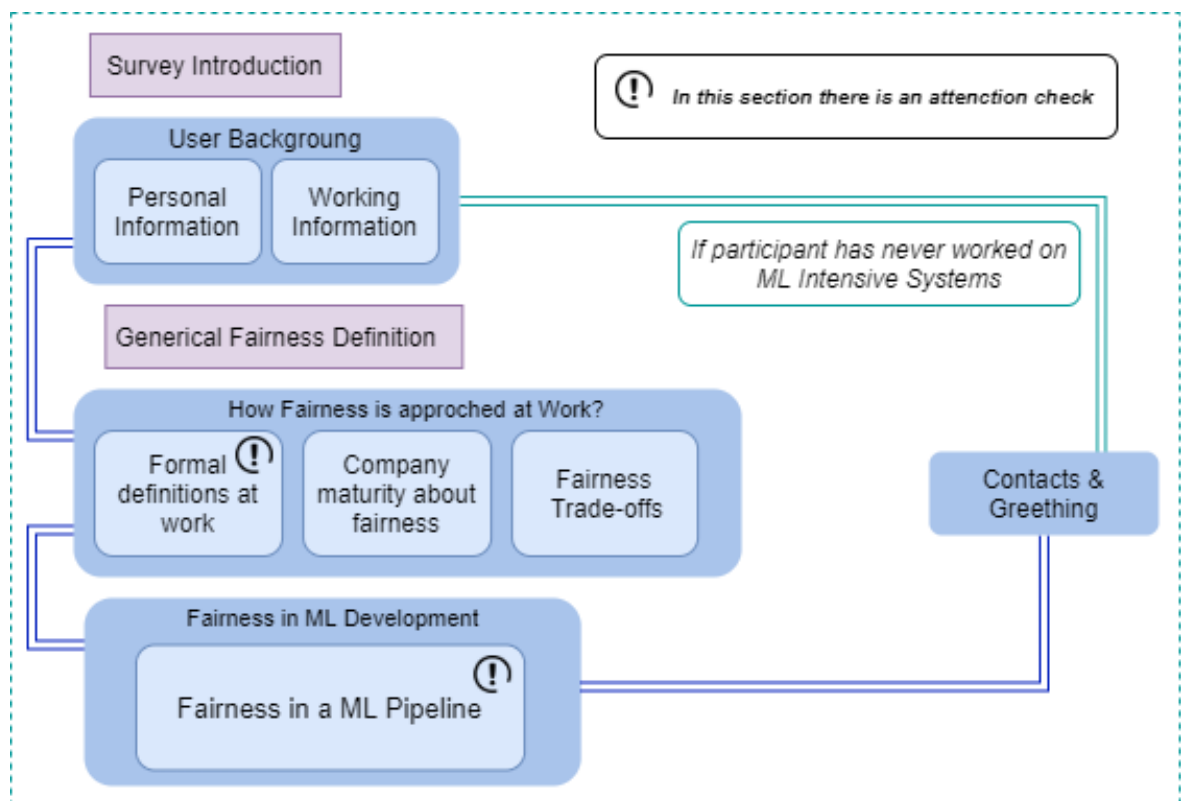 Survey Introduction
In this section there is an attenction check
User Backgroung
Personal
Information
Working
Information
If participant has never worked on
ML Intensive Systems
Generical Fairness Definition
How Fairness is approched at Work?
Formal
definitions at
work
Company
maturity about
fairness
Fairness
Trade-offs
Contacts &
Greething
Fairness in ML Development
Fairness in a ML Pipeline